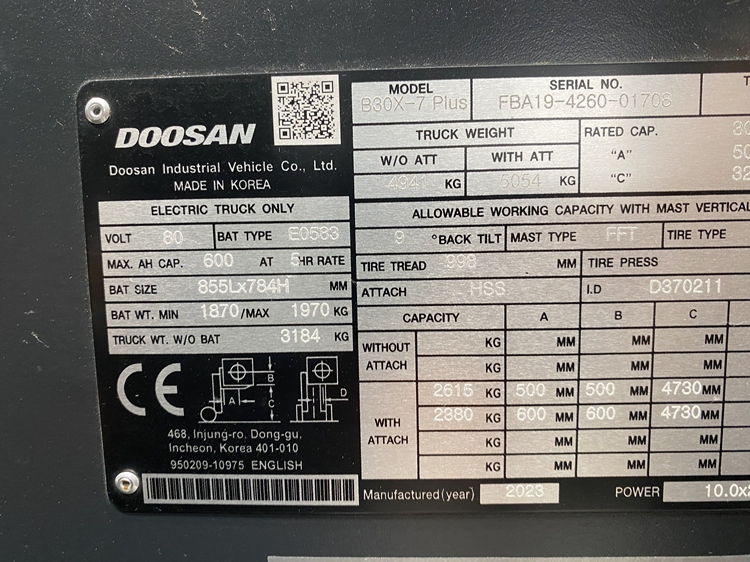 DOOSAN
Doosan Industrial Vehicle Co., Ltd.
MADE IN KOREA
ELECTRIC TRUCK ONLY
VOLT 80 BAT TYPE E0583
MAX. AH CAP. 600 AT 5HR RATE
BAT SIZE 855Lx784H MM
BAT WT. MIN 1870/MAX 1970 KG
TRUCK WT. W/O BAT 3184 KG
CE
A B C D
468, Injung-ro, Dong-gu,
Incheon, Korea 401-010
950209-10975 ENGLISH
MODEL SERIAL NO.
B30X-7 Plus FBA19-4260-01708
TRUCK WEIGHT RATED CAP.
W/O ATT WITH ATT "A"
KG 5054 KG "C"
ALLOWABLE WORKING CAPACITY WITH MAST VERTICAL
9 °BACK TILT MAST TYPE FFT TIRE TYPE
TIRE TREAD 998 MM TIRE PRESS
ATTACH HSS I.D D370211
CAPACITY A B C
WITHOUT ATTACH KG MM MM MM
KG MM MM MM
WITH ATTACH 2615 KG 500 MM 500 MM 4730 MM
2380 KG 600 MM 600 MM 4730 MM
KG MM MM MM
KG MM MM MM
Manufactured (year) 2023 POWER